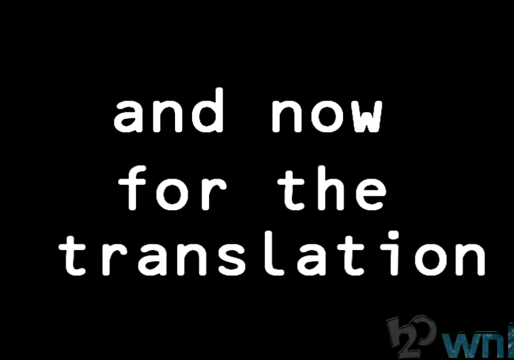 and now
for the
translation